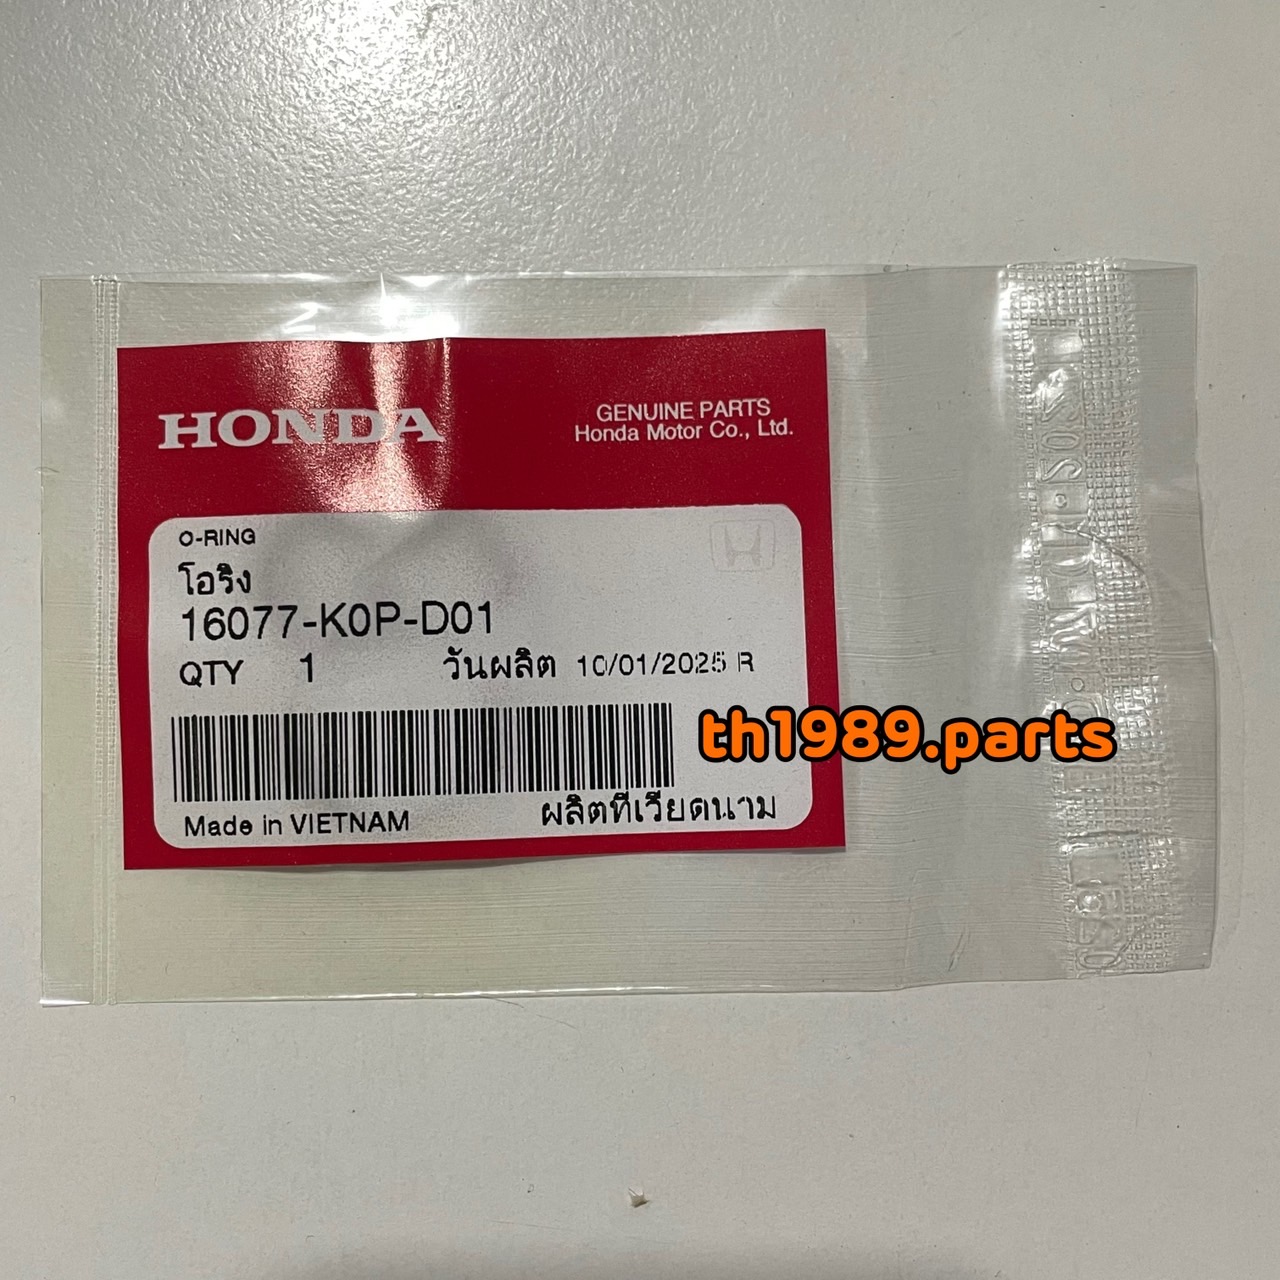 HONDA
GENUINE PARTS
Honda Motor Co., Ltd.
O-RING
โอริง
16077-K0P-D01
QTY 1 วันผลิต 10/01/2025 R
th1989.parts
Made in VIETNAM ผลิตที่เวียดนาม